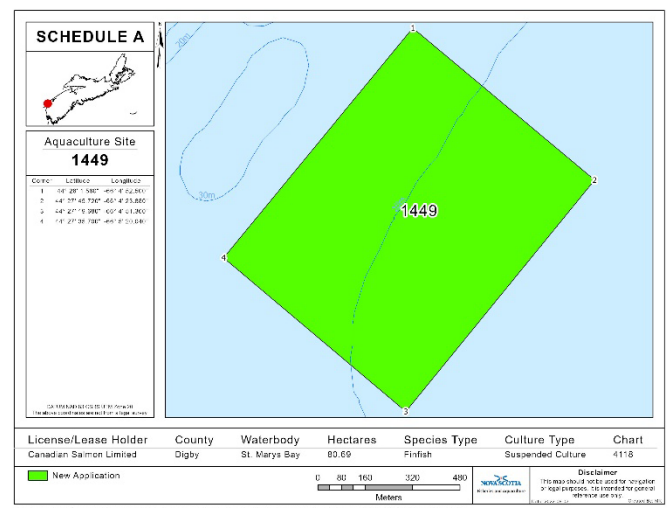 SCHEDULE A
Aquaculture Site
1449
Corner Latitude Longitude
1
2
3
4
20m
30m
1
2
3
4
1449
License/Lease Holder County Waterbody Hectares Species Type Culture Type Chart
Canadian Salmon Limited Digby St. Marys Bay 80.69 Finfish Suspended Culture 4118
New Application
0 80 160 320 480
Meters
NOVA SCOTIA
Disclaimer
This map should not be used for navigation
or legal purposes. It is intended for general
reference use only.